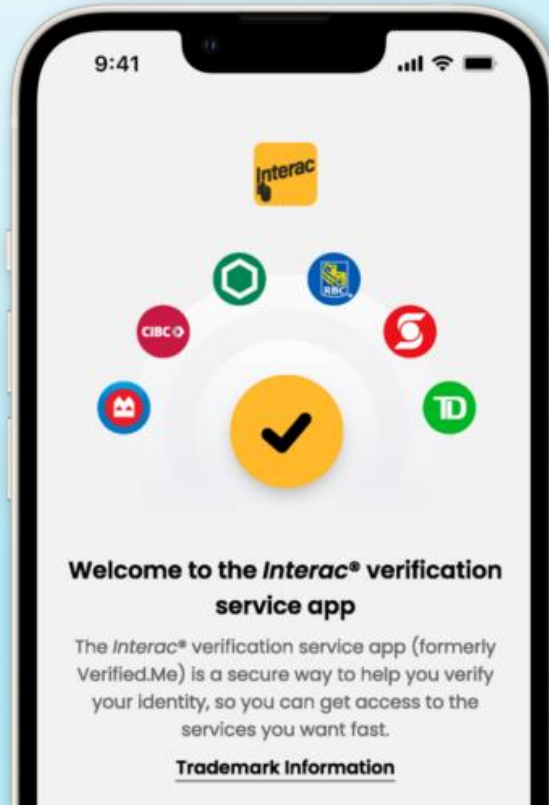 9:41
Interac
RBC
CIBC
TD
Welcome to the Interac® verification
service app
The Interac® verification service app (formerly
Verified.Me) is a secure way to help you verify
your identity, so you can get access to the
services you want fast.
Trademark Information